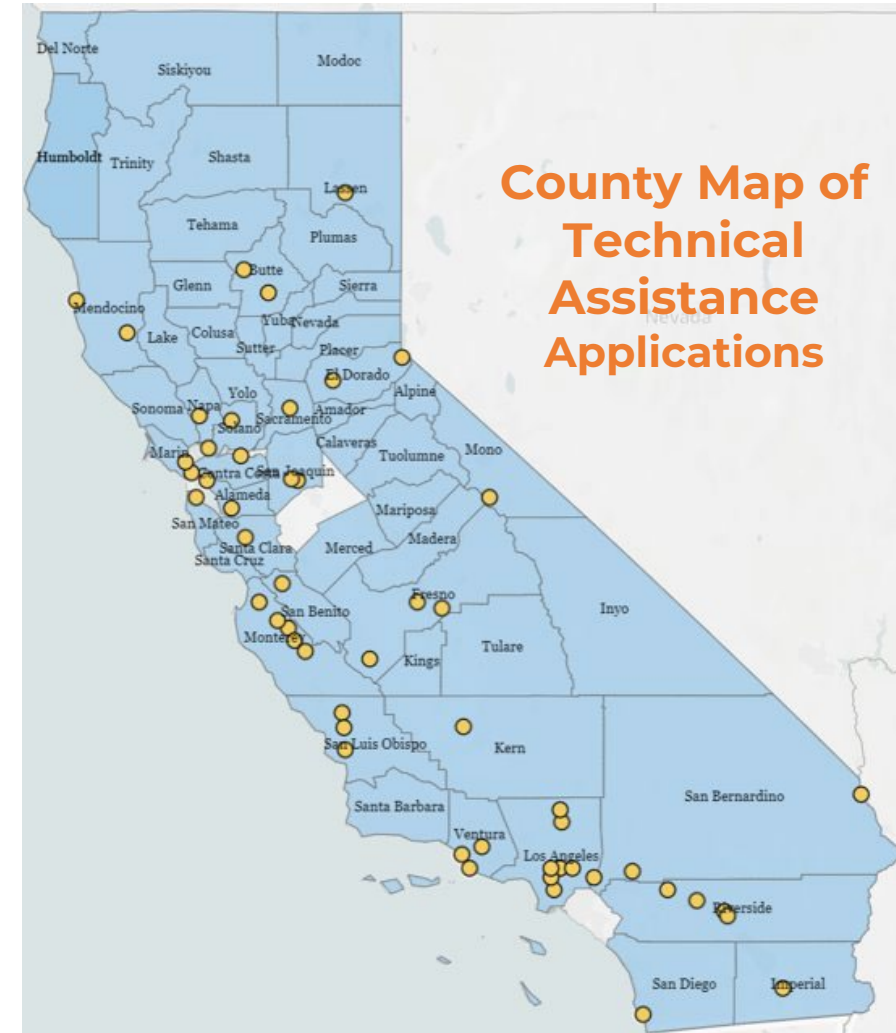 County Map of
Technical
Assistance
Applications
Nevada
Del Norte
Siskiyou
Modoc
Humboldt
Trinity
Shasta
Lassen
Tehama
Plumas
Butte
Glenn
Sierra
Mendocino
Lake
Colusa
Yuba
Nevada
Sutter
Placer
El Dorado
Yolo
Alpine
Sonoma
Napa
Sacramento
Amador
Solano
Calaveras
Mono
Marin
Tuolumne
Contra Costa
San Joaquin
Alameda
Mariposa
San Mateo
Madera
Santa Clara
Merced
Santa Cruz
Fresno
San Benito
Inyo
Monterey
Tulare
Kings
San Luis Obispo
Kern
San Bernardino
Santa Barbara
Ventura
Los Angeles
Riverside
San Diego
Imperial